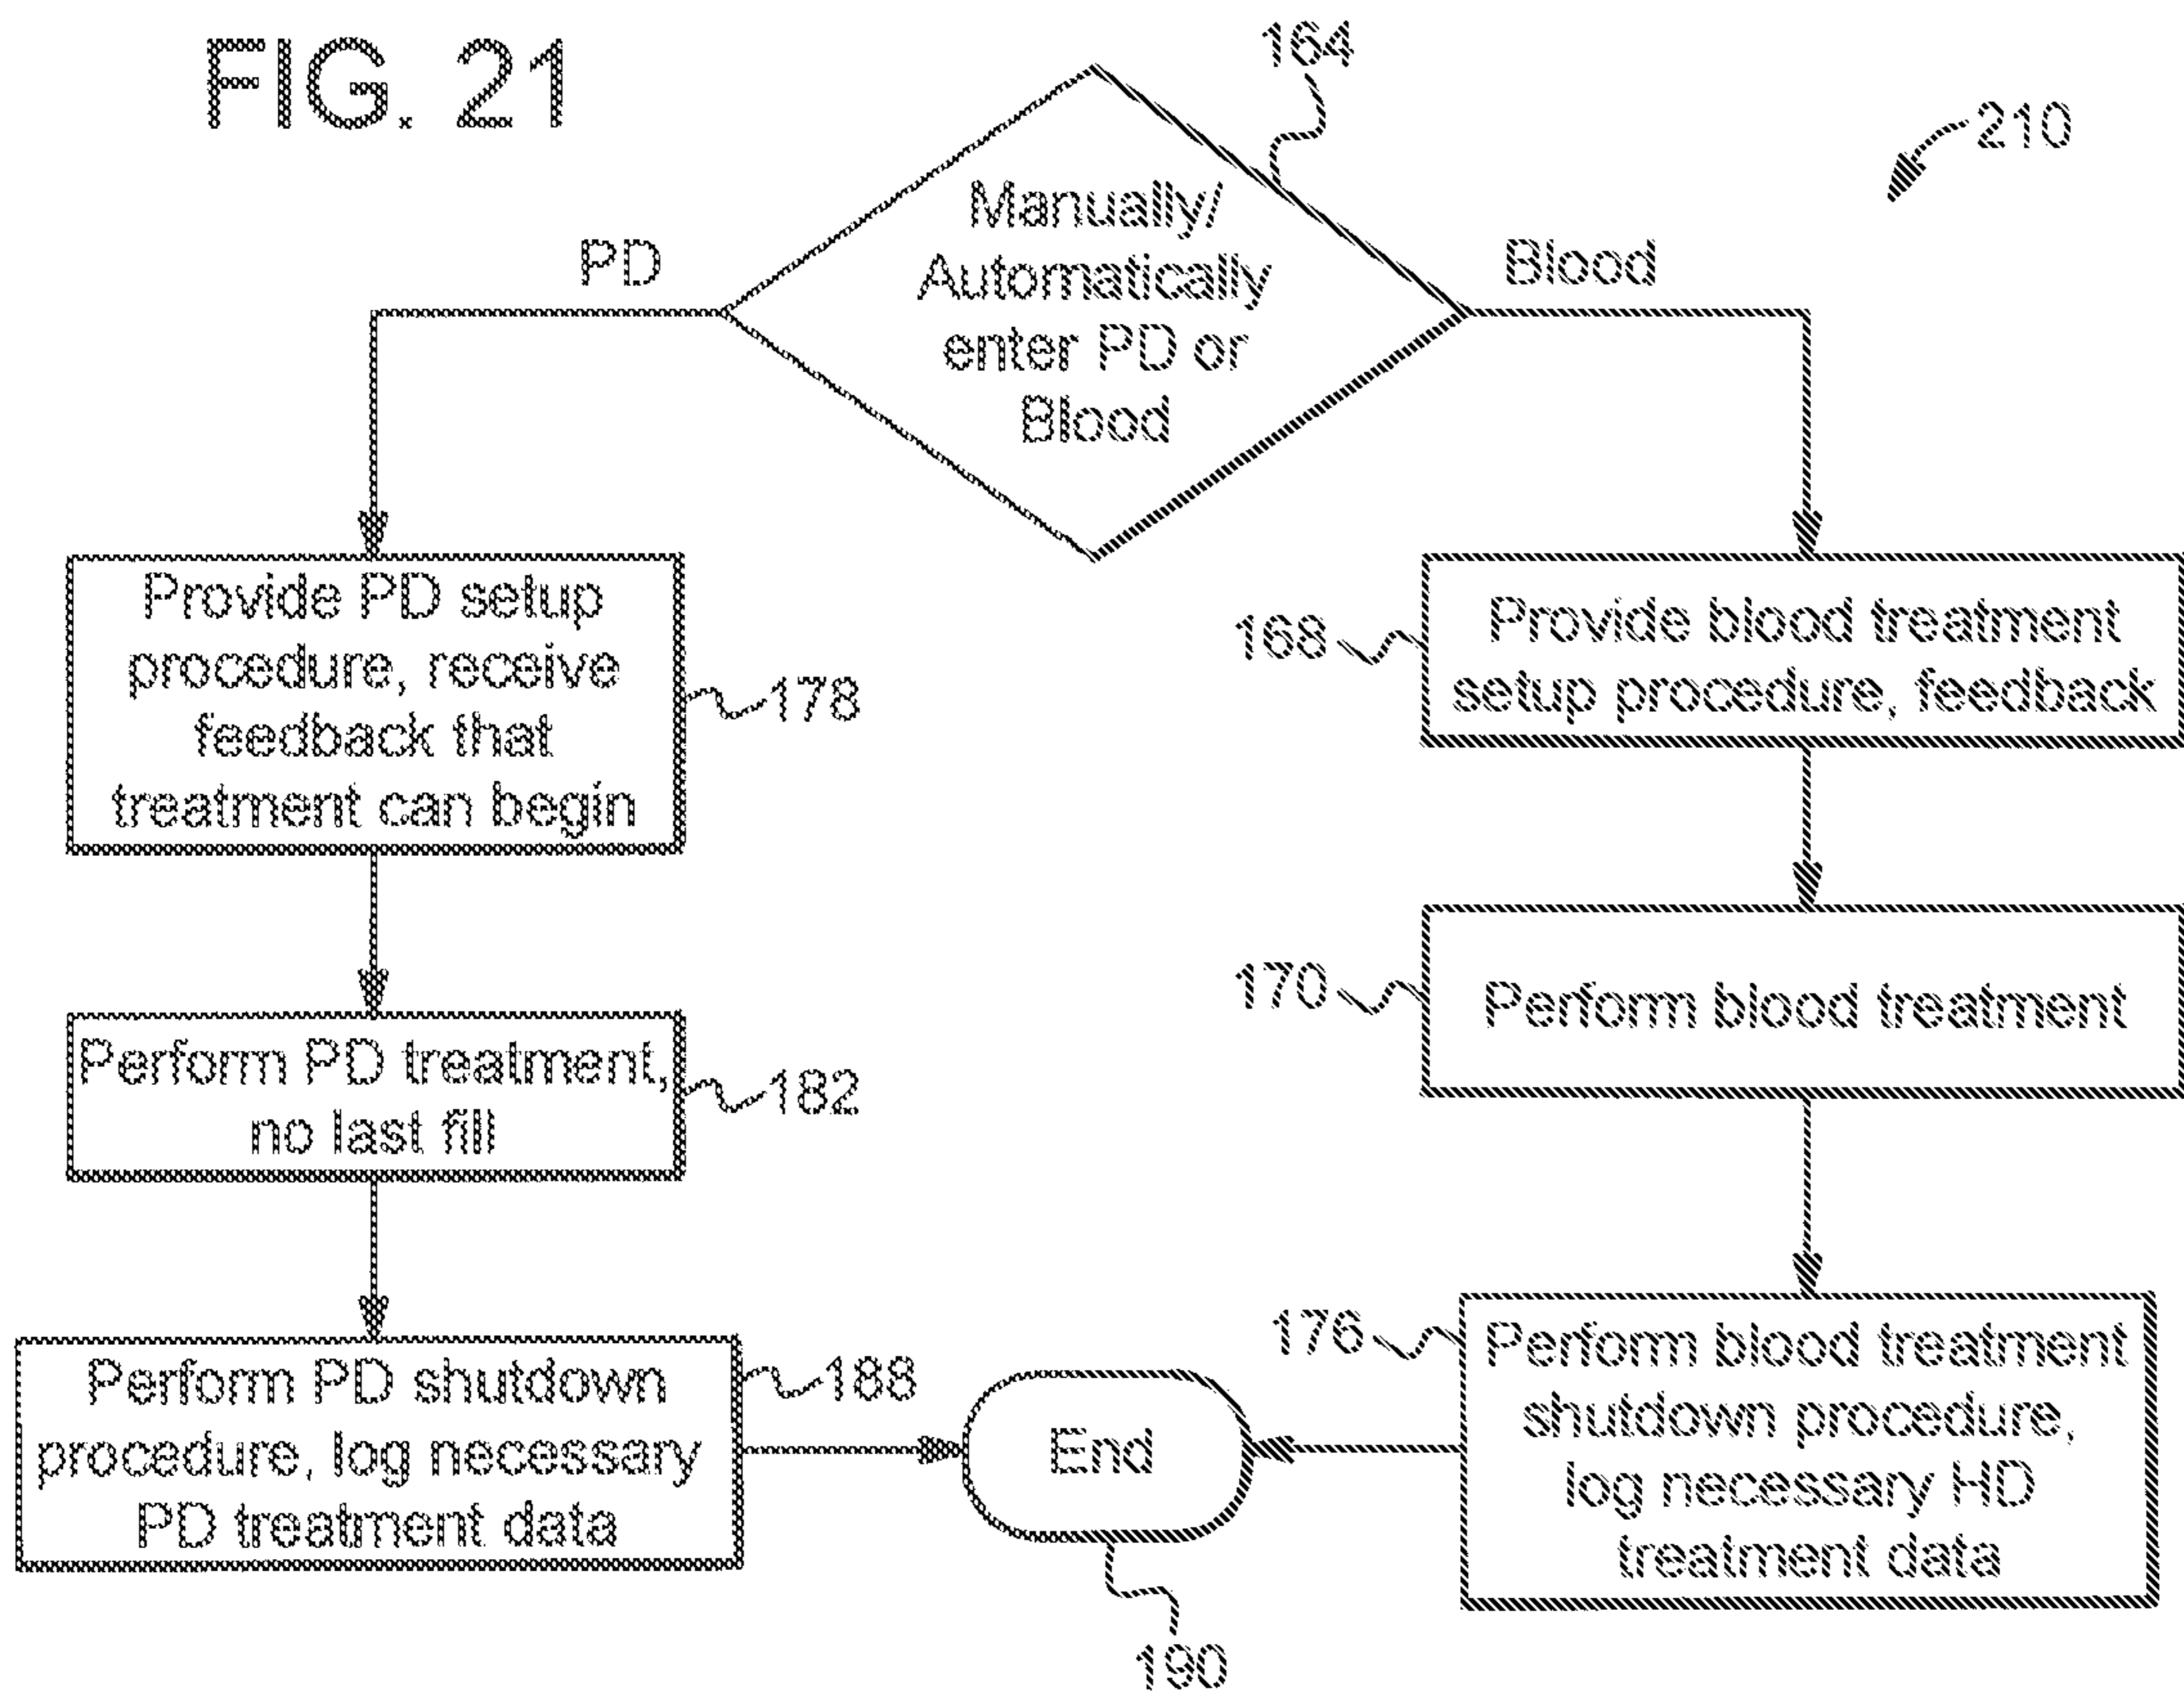 FIG. 21
164
210
Manually/
Automatically
enter PD or
Blood
PD
Blood
Provide PD setup
procedure, receive
feedback that
treatment can begin
178
168
Provide blood treatment
setup procedure, feedback
Perform PD treatment,
no last fill
182
170
Perform blood treatment
Perform PD shutdown
procedure, log necessary
PD treatment data
188
End
190
176
Perform blood treatment
shutdown procedure,
log necessary HD
treatment data